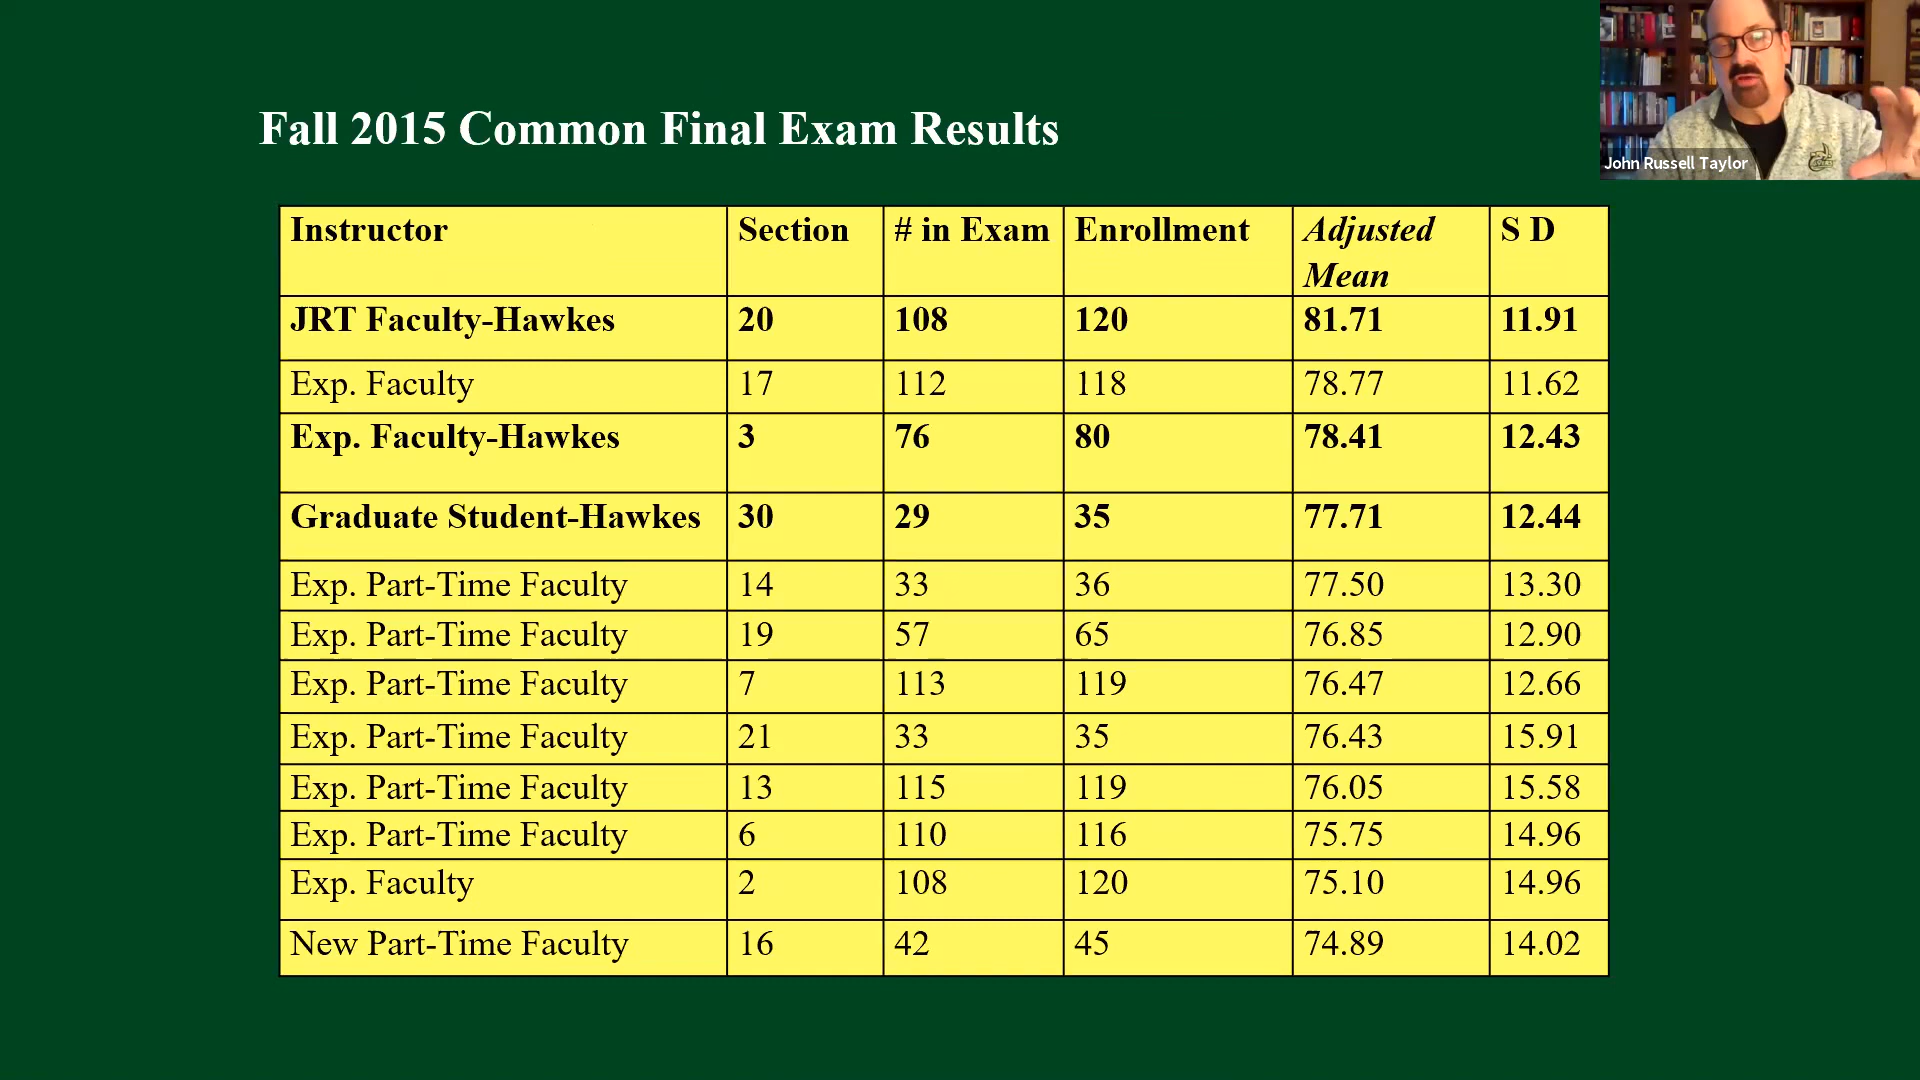 Fall 2015 Common Final Exam Results
John Russell Taylor
Instructor Section # in Exam Enrollment Adjusted Mean S D
JRT Faculty-Hawkes 20 108 120 81.71 11.91
Exp. Faculty 17 112 118 78.77 11.62
Exp. Faculty-Hawkes 3 76 80 78.41 12.43
Graduate Student-Hawkes 30 29 35 77.71 12.44
Exp. Part-Time Faculty 14 33 36 77.50 13.30
Exp. Part-Time Faculty 19 57 65 76.85 12.90
Exp. Part-Time Faculty 7 113 119 76.47 12.66
Exp. Part-Time Faculty 21 33 35 76.43 15.91
Exp. Part-Time Faculty 13 115 119 76.05 15.58
Exp. Part-Time Faculty 6 110 116 75.75 14.96
Exp. Faculty 2 108 120 75.10 14.96
New Part-Time Faculty 16 42 45 74.89 14.02